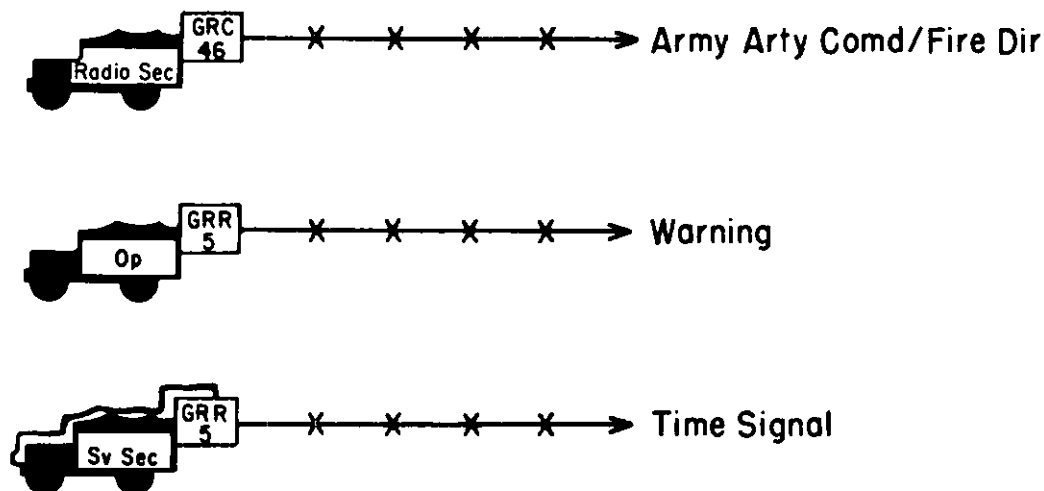 GRC
46
Radio Sec
Army Arty Comd/Fire Dir
GRR
5
Op
Warning
GRR
5
Sv Sec
Time Signal